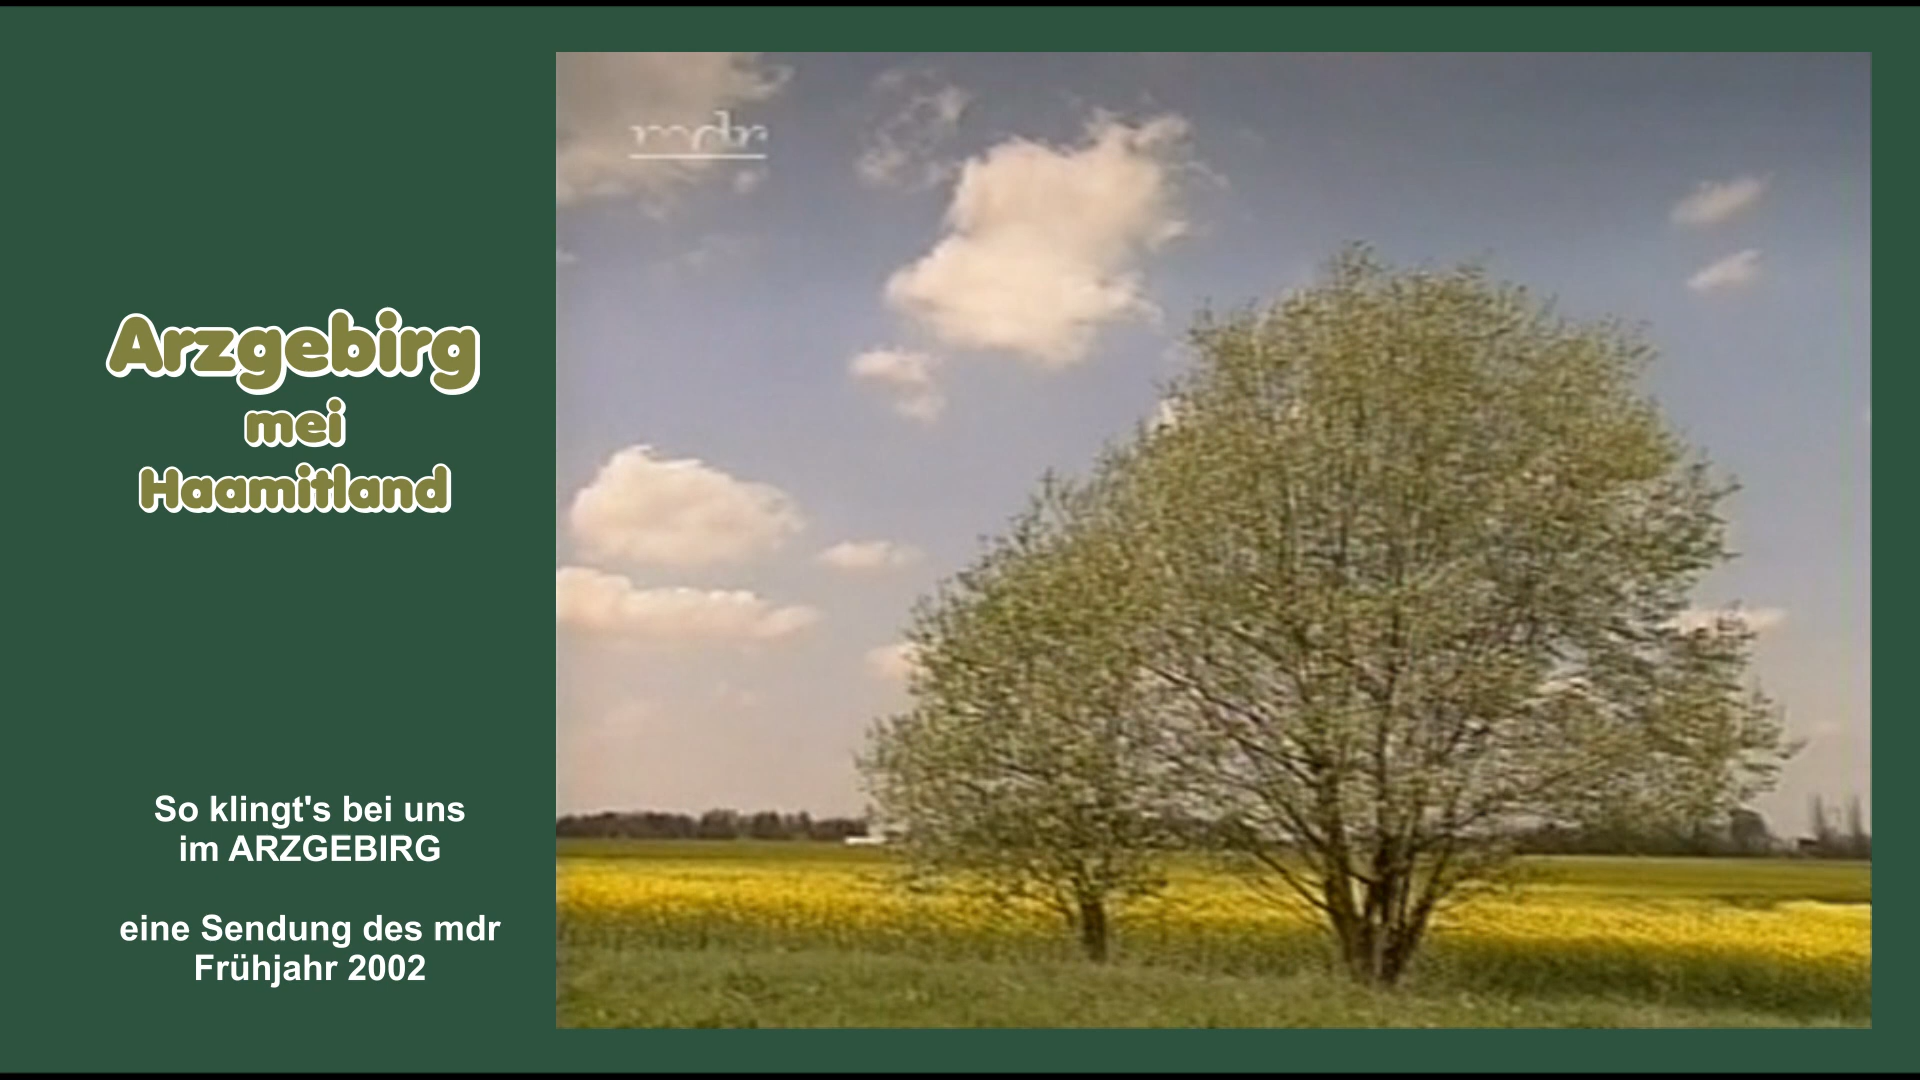 Arzgebirg
mei
Haamitland
mdr
So klingt's bei uns
im ARZGEBIRG
eine Sendung des mdr
Frühjahr 2002